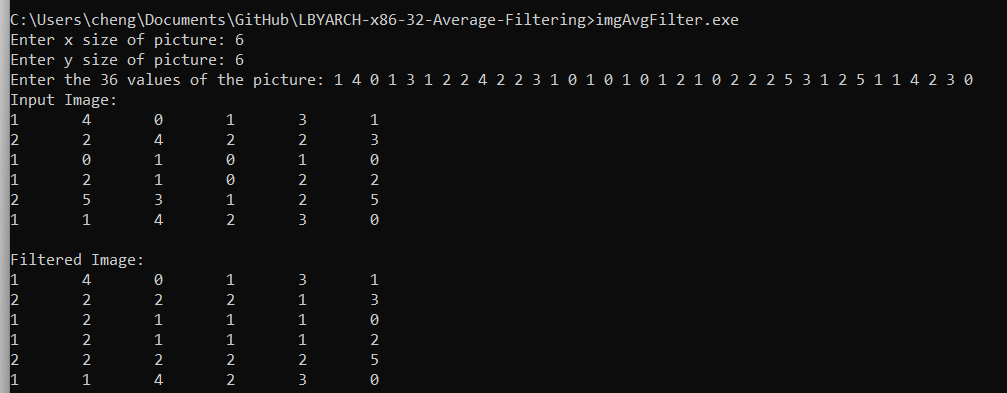 C:\Users\cheng\Documents\GitHub\LBYARCH-x86-32-Average-Filtering>imgAvgFilter.exe
Enter x size of picture: 6
Enter y size of picture: 6
Enter the 36 values of the picture: 1 4 0 1 3 1 2 2 4 2 2 3 1 0 1 0 1 0 1 2 1 0 2 2 2 5 3 1 2 5 1 1 4 2 3 0
Input Image:
1 4 0 1 3 1
2 2 4 2 2 3
1 0 1 0 1 0
1 2 1 0 2 2
2 5 3 1 2 5
1 1 4 2 3 0
Filtered Image:
1 4 0 1 3 1
2 2 2 2 1 3
1 2 1 1 1 0
1 2 1 1 1 2
2 2 2 2 2 5
1 1 4 2 3 0